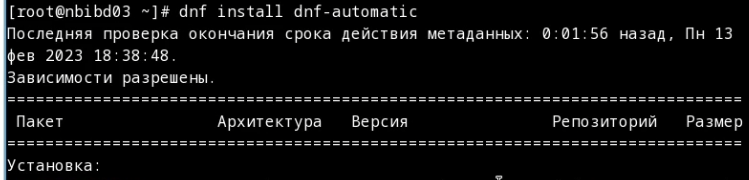 [root@nbibd03 ~]# dnf install dnf-automatic
Последняя проверка окончания срока действия метаданных: 0:01:56 назад, Пн 13
фев 2023 18:38:48.
Зависимости разрешены.
================================================================================
Пакет Архитектура Версия Репозиторий Размер
================================================================================
Установка: